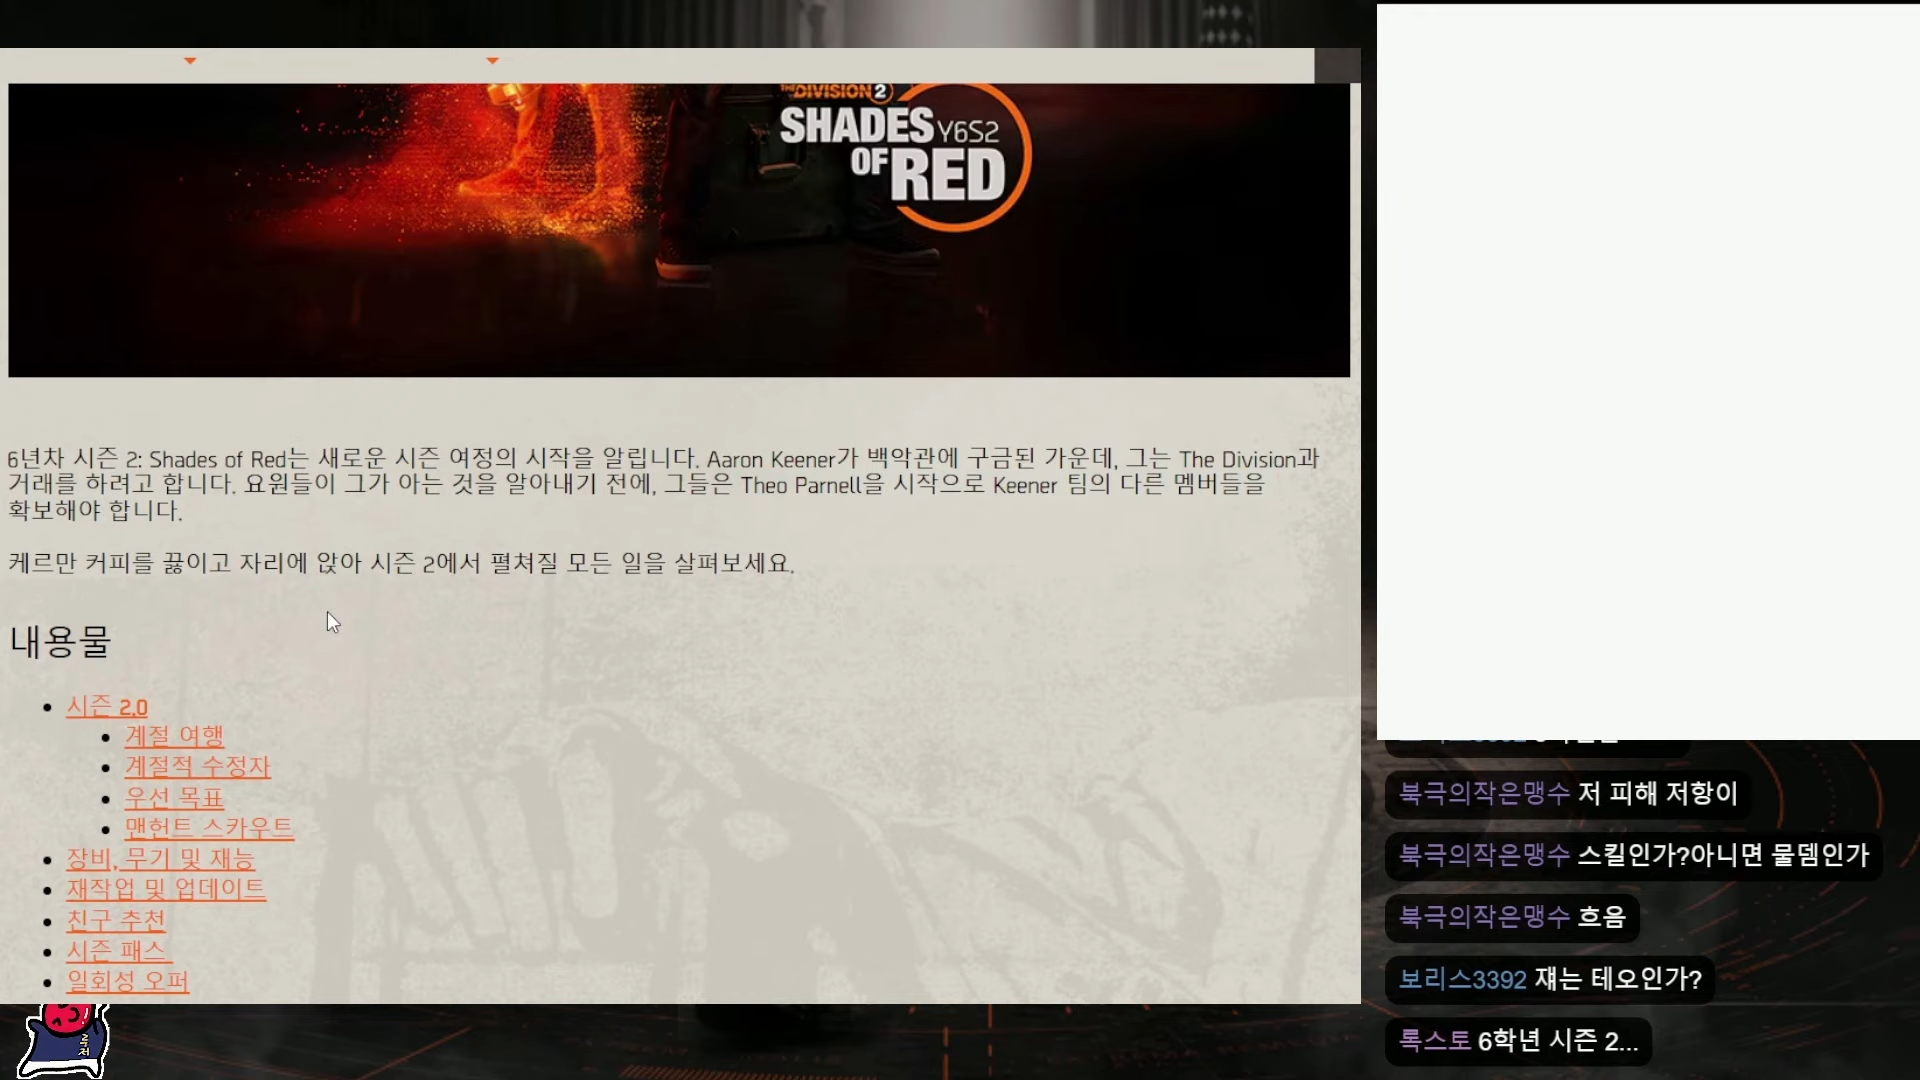 THE DIVISION 2
SHADES Y6S2
OF RED
6년차 시즌 2: Shades of Red는 새로운 시즌 여정의 시작을 알립니다. Aaron Keener가 백악관에 구금된 가운데, 그는 The Division과
거래를 하려고 합니다. 요원들이 그가 아는 것을 알아내기 전에, 그들은 Theo Parnell을 시작으로 Keener 팀의 다른 멤버들을
확보해야 합니다.
케르만 커피를 끓이고 자리에 앉아 시즌 2에서 펼쳐질 모든 일을 살펴보세요.
내용물
시즌 2.0
계절 여행
계절적 수정자
우선 목표
맨헌트 스카우트
장비, 무기 및 재능
재작업 및 업데이트
친구 추천
시즌 패스
일회성 오퍼
북극의작은맹수 저 피해 저항이
북극의작은맹수 스킬인가?아니면 물뎀인가
북극의작은맹수 흐음
보리스3392 쟤는 테오인가?
록스토 6학년 시즌 2...